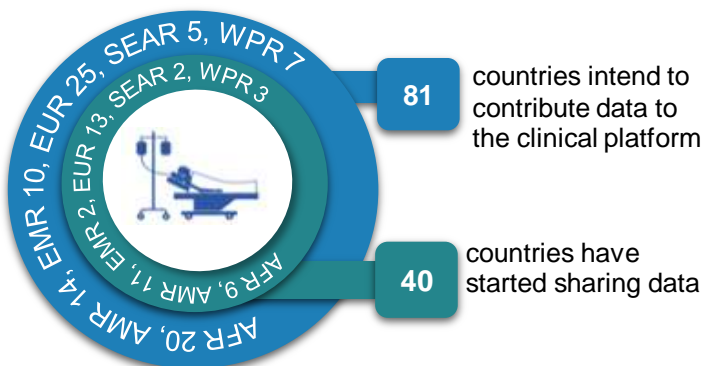 AFR 20, AMR 14, EMR 10, EUR 25, SEAR 5, WPR 7
AFR 9, AMR 11, EMR 2, EUR 13, SEAR 2, WPR 3
81
countries intend to
contribute data to
the clinical platform
40
countries have
started sharing data